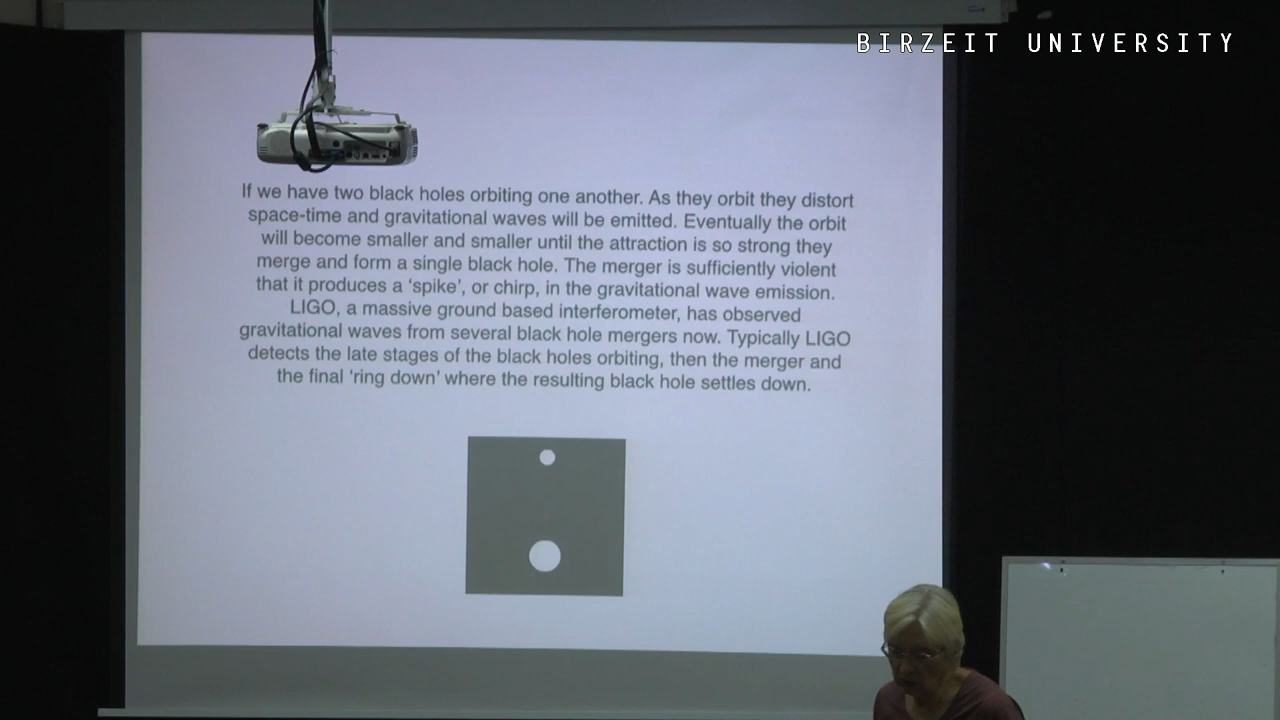 BIRZEIT UNIVERSITY
If we have two black holes orbiting one another. As they orbit they distort
space-time and gravitational waves will be emitted. Eventually the orbit
will become smaller and smaller until the attraction is so strong they
merge and form a single black hole. The merger is sufficiently violent
that it produces a ‘spike’, or chirp, in the gravitational wave emission.
LIGO, a massive ground based interferometer, has observed
gravitational waves from several black hole mergers now. Typically LIGO
detects the late stages of the black holes orbiting, then the merger and
the final ‘ring down’ where the resulting black hole settles down.